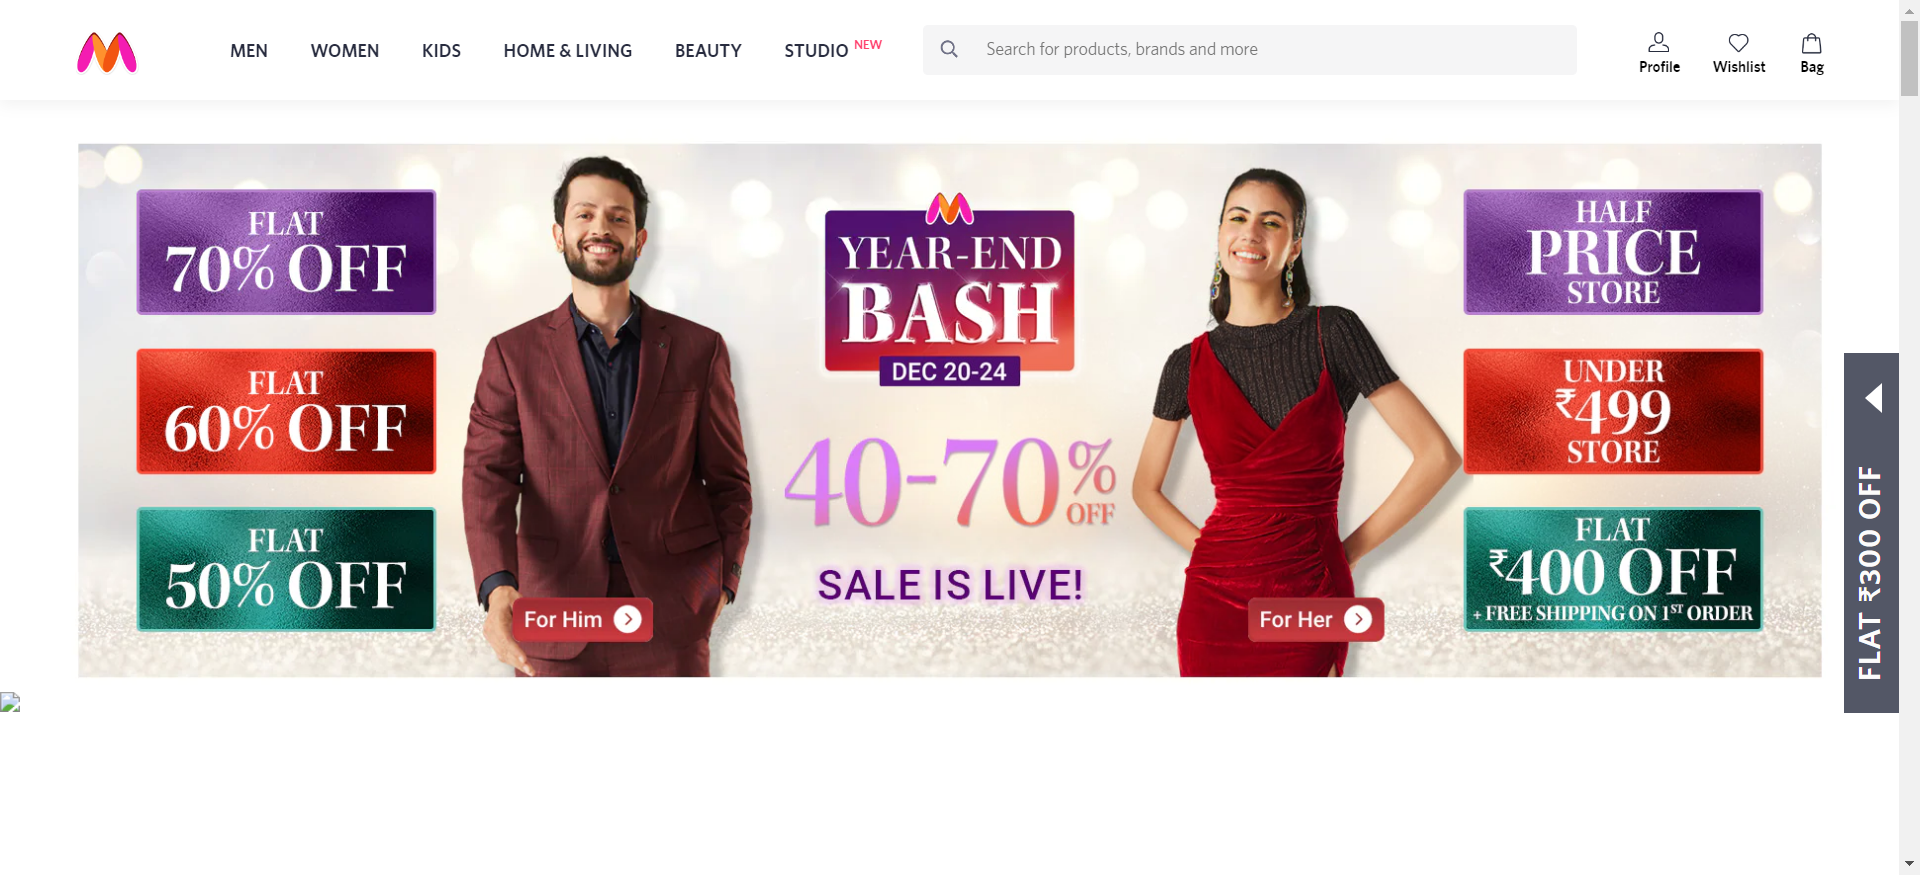 MEN
WOMEN
KIDS
HOME & LIVING
BEAUTY
STUDIO NEW
Search for products, brands and more
Profile
Wishlist
Bag
FLAT
70% OFF
FLAT
60% OFF
FLAT
50% OFF
For Him
YEAR-END
BASH
DEC 20-24
40-70% OFF
SALE IS LIVE!
For Her
HALF
PRICE
STORE
UNDER
₹499
STORE
FLAT
₹400 OFF
+ FREE SHIPPING ON 1ST ORDER
FLAT ₹300 OFF